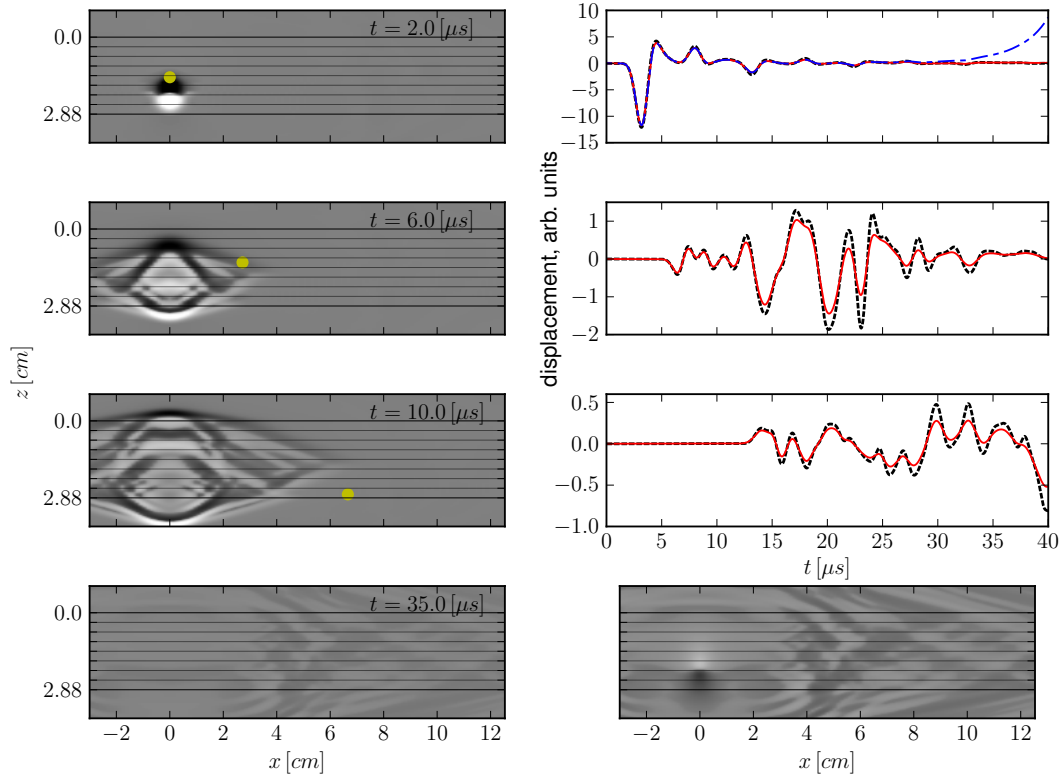 t = 2.0 [μs]
0.0
2.88
10
5
0
−5
−10
−15
t = 6.0 [μs]
0.0
2.88
1
0
−1
−2
displacement, arb. units
z [cm]
t = 10.0 [μs]
0.0
2.88
0.5
0.0
−0.5
−1.0
0 5 10 15 20 25 30 35 40
t [μs]
t = 35.0 [μs]
0.0
2.88
−2 0 2 4 6 8 10 12
x [cm]
−2 0 2 4 6 8 10 12
x [cm]